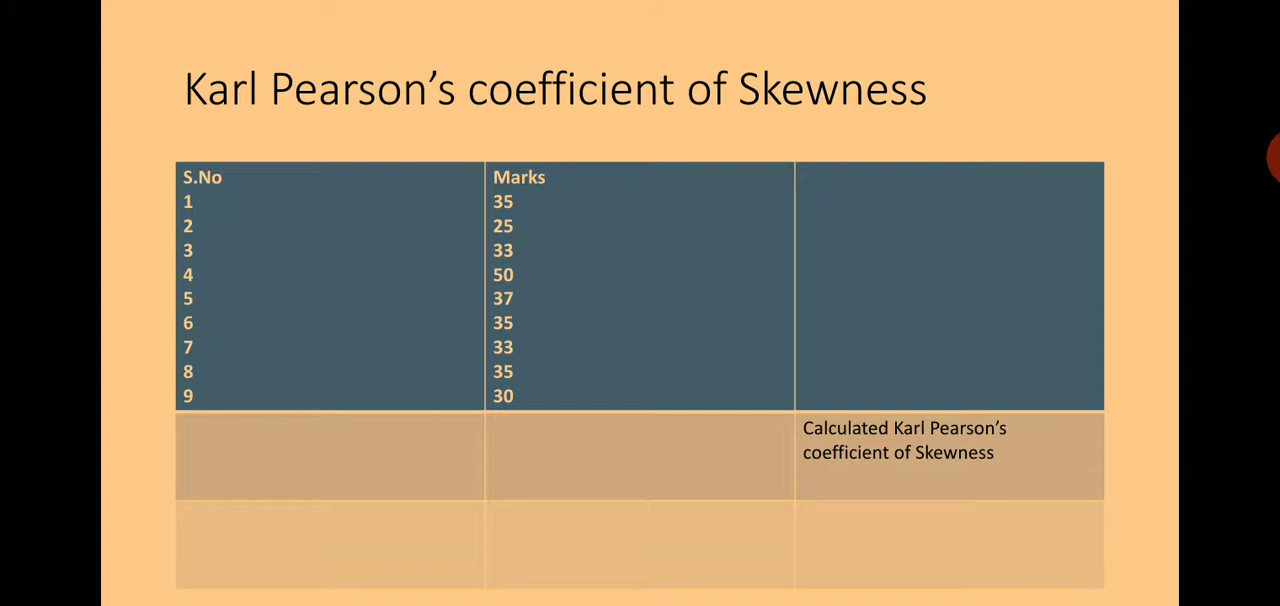 Karl Pearson’s coefficient of Skewness
S.No Marks
1 35
2 25
3 33
4 50
5 37
6 35
7 33
8 35
9 30
Calculated Karl Pearson’s
coefficient of Skewness